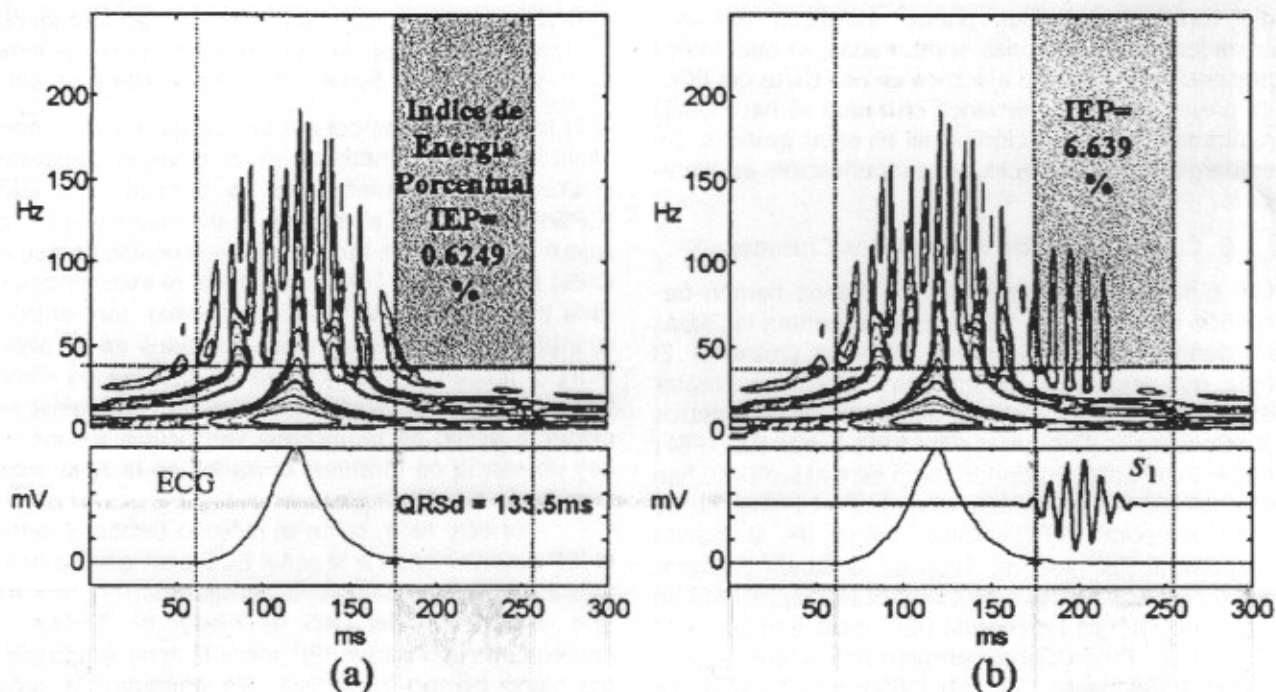 200
Indice de
Energía
150
Porceninal
Hz
IEP=
100
0.6249
%
50
0
mV
ECG
QRSd = 133.5ms
0
50 100 150 200 250 300
ms
(a)
200
IEP=
6.639
150
%
Hz
100
50
0
mV
s1
0
50 100 150 200 250 300
ms
(b)